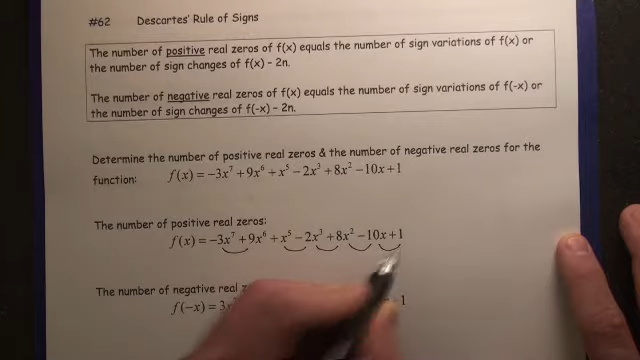 #62 Descartes' Rule of Signs
The number of positive real zeros of f(x) equals the number of sign variations of f(x) or
the number of sign changes of f(x) – 2n.
The number of negative real zeros of f(x) equals the number of sign variations of f(-x) or
the number of sign changes of f(-x) – 2n.
Determine the number of positive real zeros & the number of negative real zeros for the
function: f(x) = –3x⁷ + 9x⁶ + x⁵ – 2x³ + 8x² – 10x + 1
The number of positive real zeros:
f(x) = –3x⁷ + 9x⁶ + x⁵ – 2x³ + 8x² – 10x + 1
The number of negative real
f(–x) = 3x 1